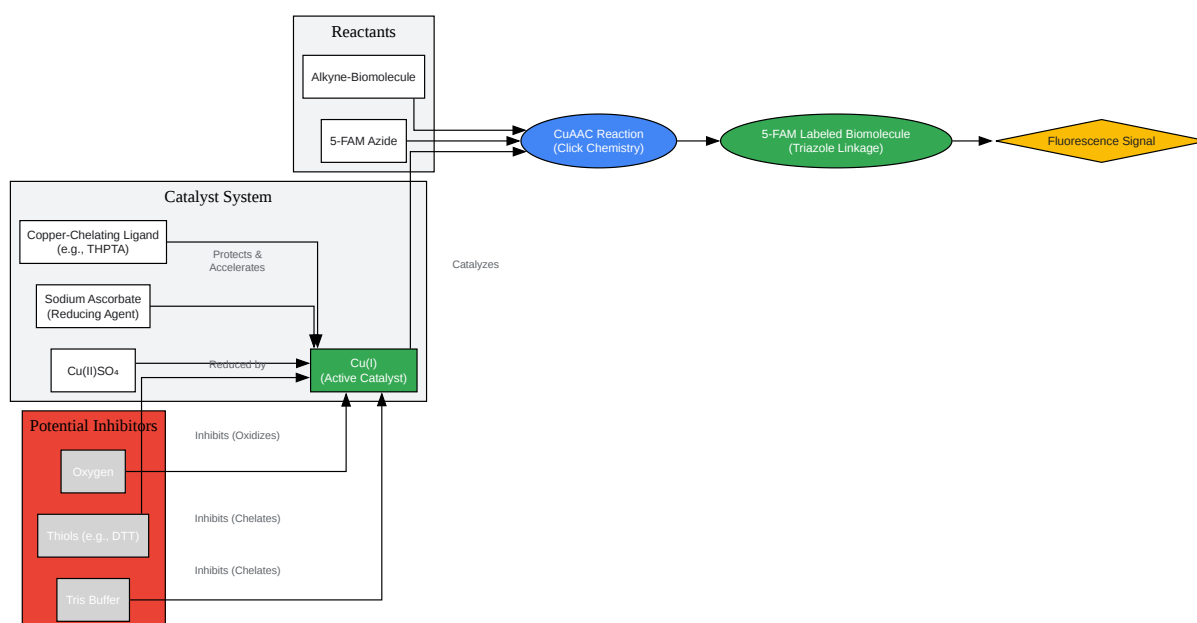 Reactants
Alkyne-Biomolecule
5-FAM Azide
CuAAC Reaction
(Click Chemistry)
5-FAM Labeled Biomolecule
(Triazole Linkage)
Fluorescence Signal
Catalyst System
Copper-Chelating Ligand
(e.g., THPTA)
Protects &
Accelerates
Catalyzes
Sodium Ascorbate
(Reducing Agent)
Cu(II)SO₄
Reduced by
Cu(I)
(Active Catalyst)
Potential Inhibitors
Inhibits (Oxidizes)
Oxygen
Inhibits (Chelates)
Thiols (e.g., DTT)
Inhibits (Chelates)
Tris Buffer